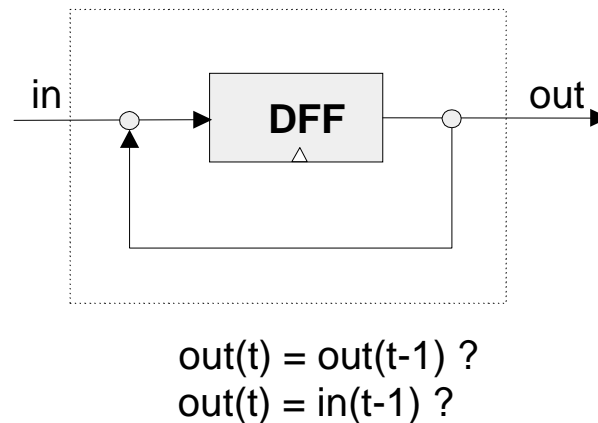 in
DFF
out
out(t) = out(t-1) ?
out(t) = in(t-1) ?